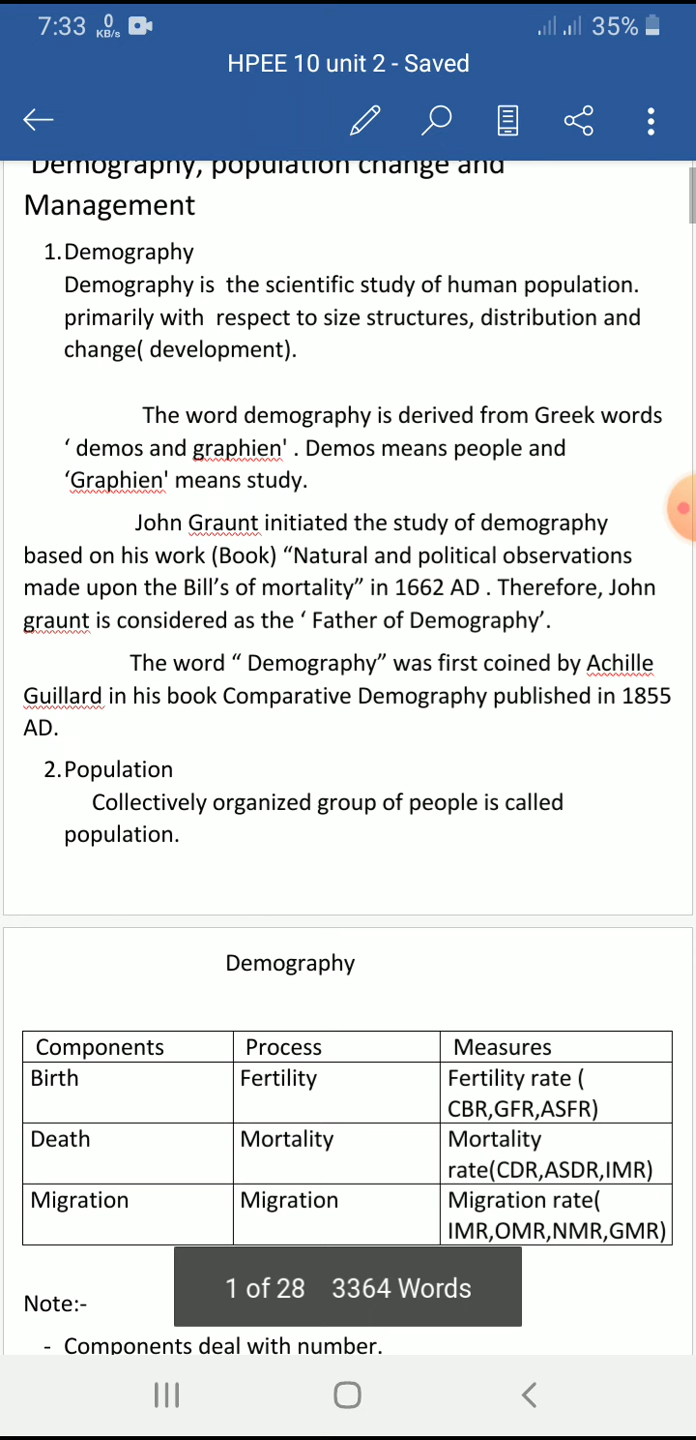 7:33 0 KB/s 35%
HPEE 10 unit 2 - Saved
Demography, population change and
Management
1. Demography
Demography is the scientific study of human population.
primarily with respect to size structures, distribution and
change( development).
The word demography is derived from Greek words
‘ demos and graphien' . Demos means people and
‘Graphien' means study.
John Graunt initiated the study of demography
based on his work (Book) “Natural and political observations
made upon the Bill’s of mortality” in 1662 AD . Therefore, John
graunt is considered as the ‘ Father of Demography’.
The word “ Demography” was first coined by Achille
Guillard in his book Comparative Demography published in 1855
AD.
2. Population
Collectively organized group of people is called
population.
Demography
Components Process Measures
Birth Fertility Fertility rate (
CBR,GFR,ASFR)
Death Mortality Mortality
rate(CDR,ASDR,IMR)
Migration Migration Migration rate(
IMR,OMR,NMR,GMR)
1 of 28 3364 Words
Note:-
- Components deal with number.